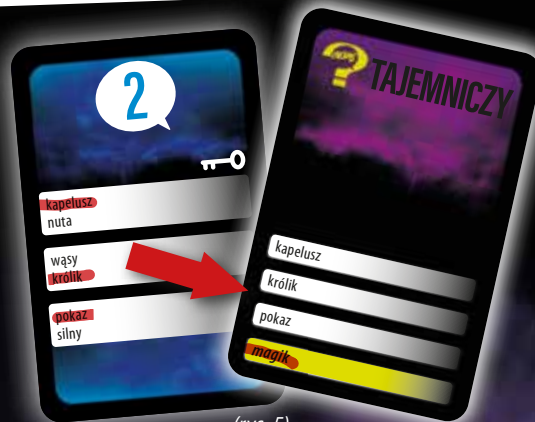 2
kapelusz
nuta
wąsy
królik
pokaz
silny
TAJEMNICZY
kapelusz
królik
pokaz
magik